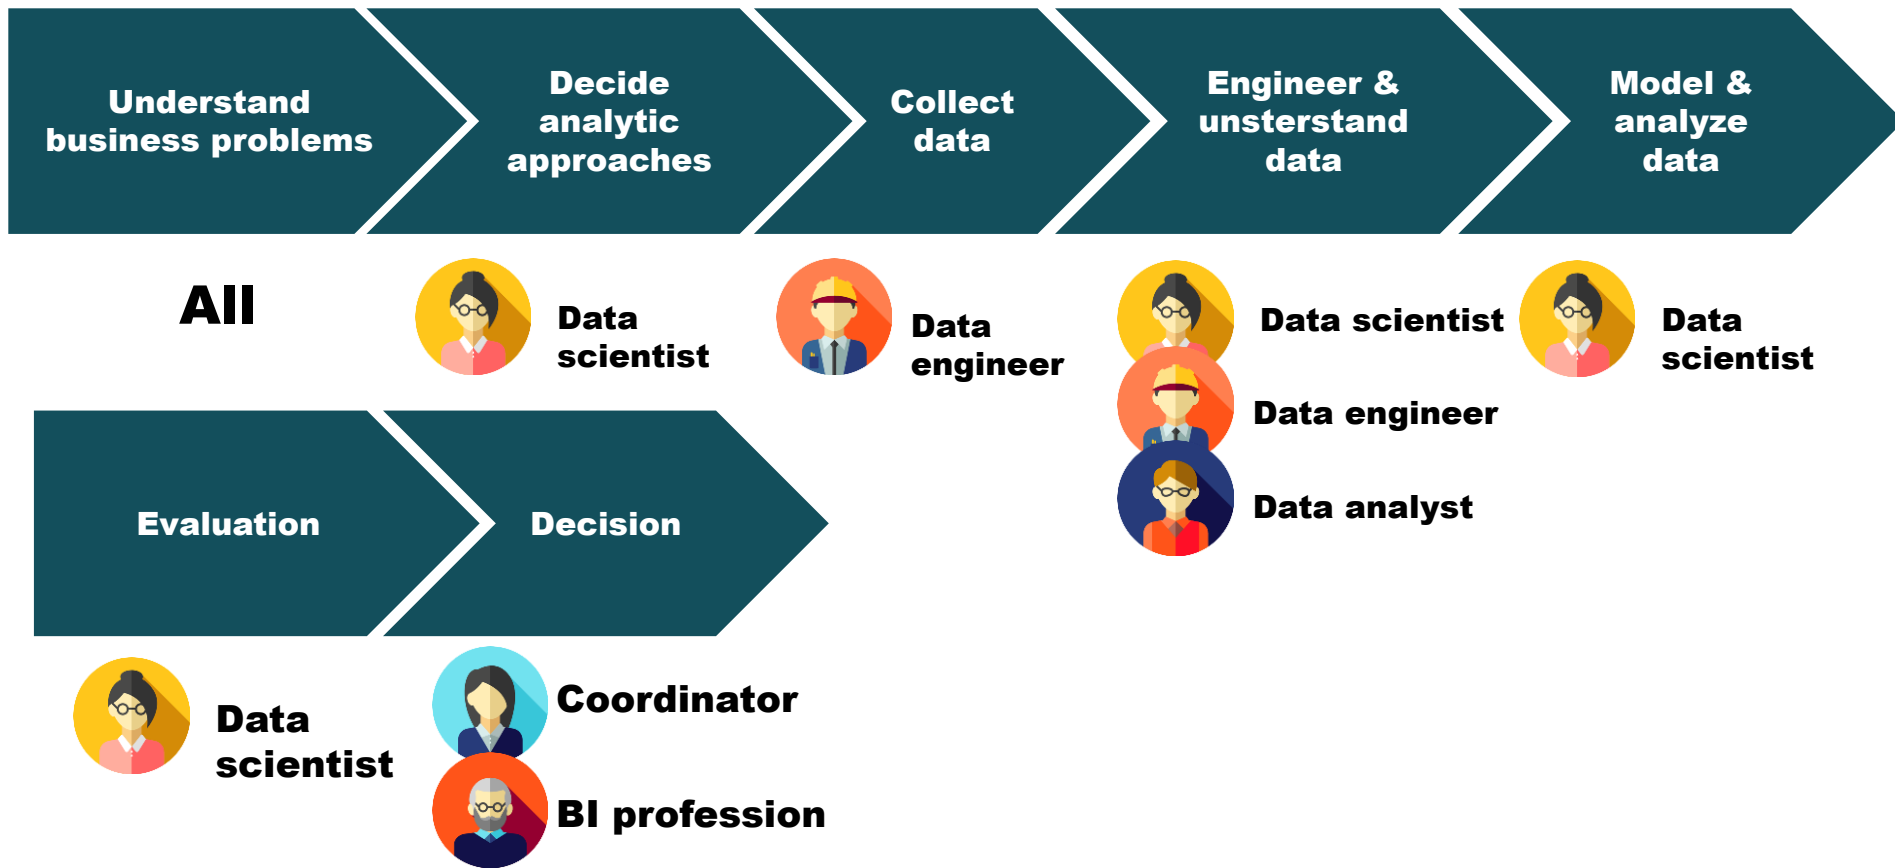 Understand
business problems
Decide
analytic
approaches
Collect
data
Engineer &
unsterstand
data
Model &
analyze
data
All
Data
scientist
Data
engineer
Data scientist
Data engineer
Data analyst
Data
scientist
Evaluation
Decision
Data
scientist
Coordinator
BI profession